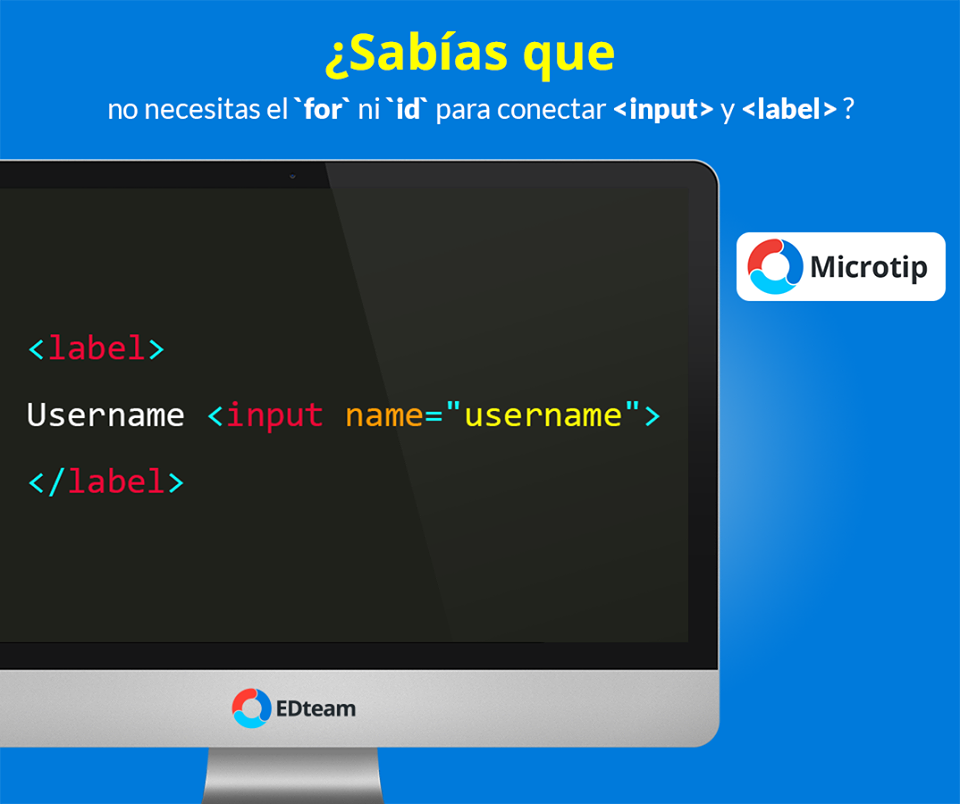 ¿Sabías que
no necesitas el `for` ni `id` para conectar <input> y <label> ?
Microtip
<label>
Username <input name="username">
</label>
EDteam